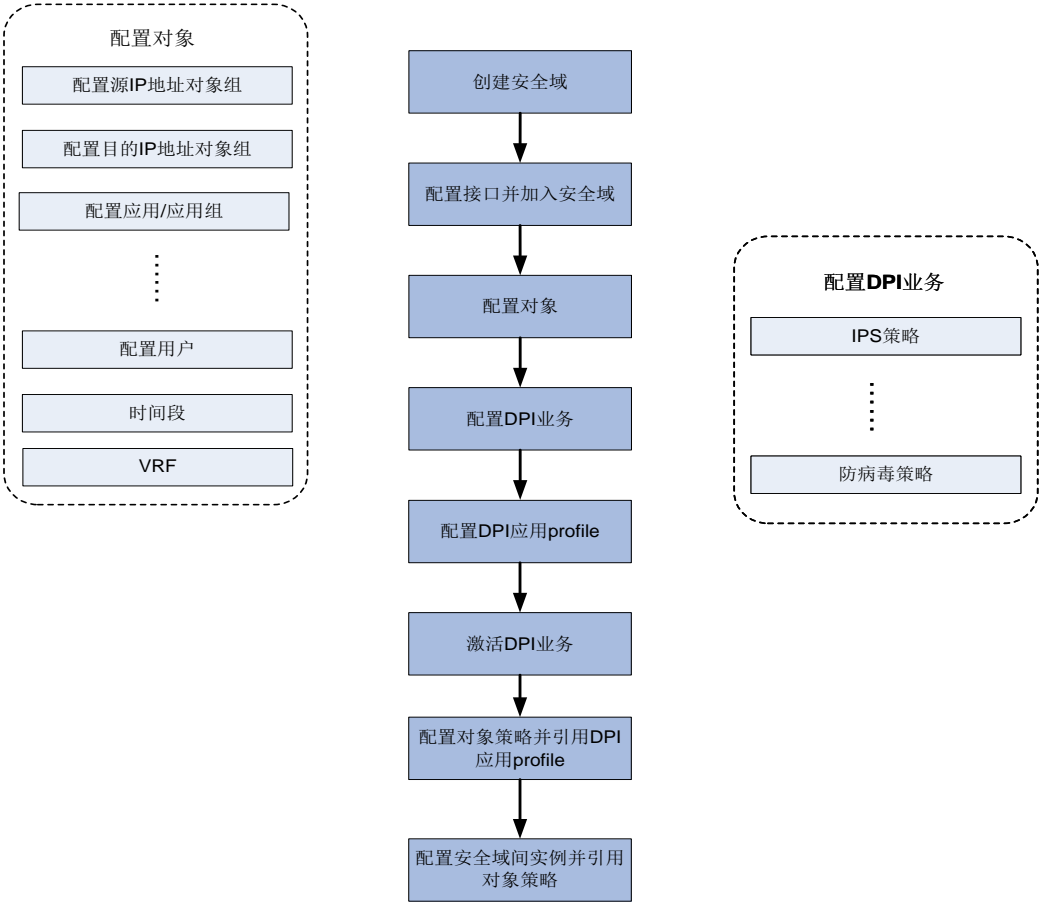 配置对象
配置源IP地址对象组
配置目的IP地址对象组
配置应用/应用组
配置用户
时间段
VRF
创建安全域
配置接口并加入安全域
配置对象
配置DPI业务
配置DPI应用profile
激活DPI业务
配置对象策略并引用DPI
应用profile
配置安全域间实例并引用
对象策略
配置DPI业务
IPS策略
防病毒策略